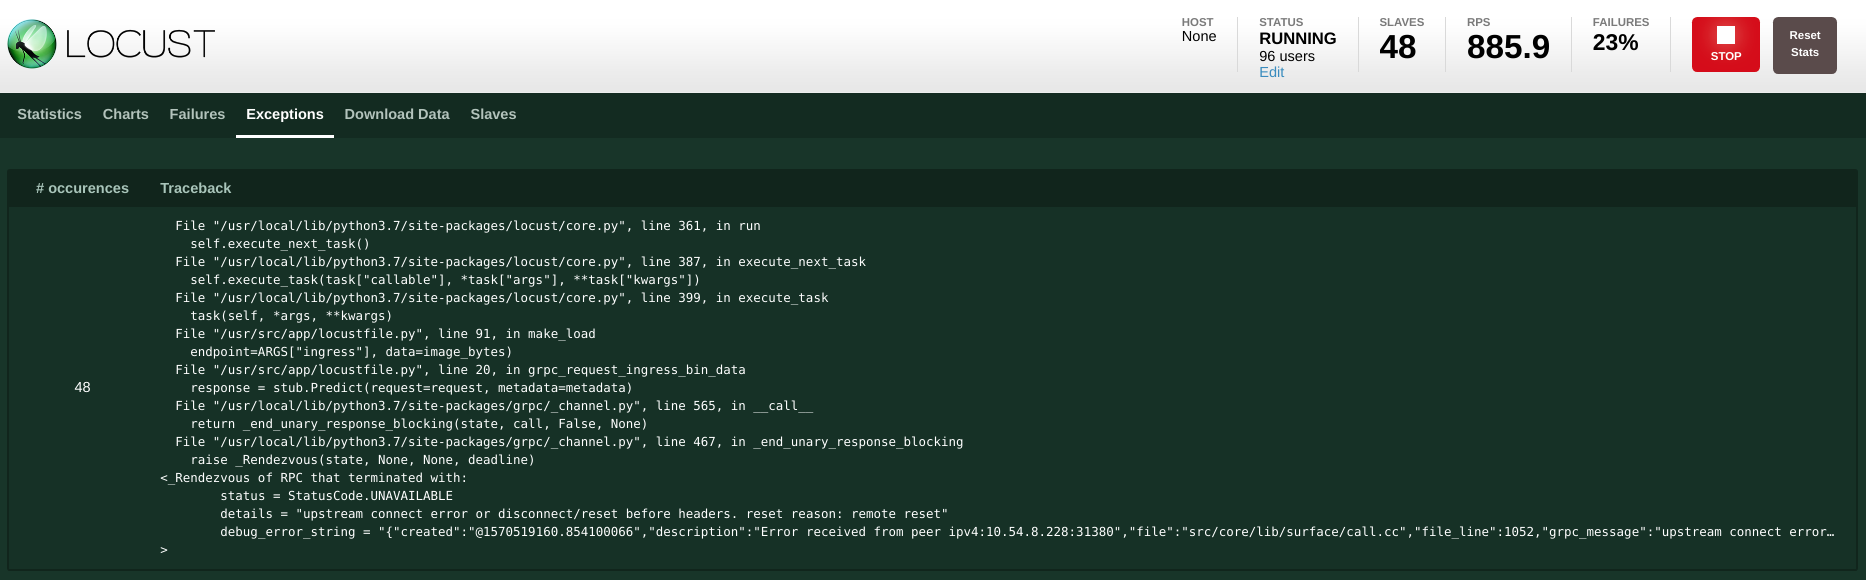 LOCUST
HOST
None
STATUS
RUNNING
96 users
Edit
SLAVES
48
RPS
885.9
FAILURES
23%
STOP
Reset
Stats
Statistics Charts Failures Exceptions Download Data Slaves
# occurences Traceback
48
File "/usr/local/lib/python3.7/site-packages/locust/core.py", line 361, in run
self.execute_next_task()
File "/usr/local/lib/python3.7/site-packages/locust/core.py", line 387, in execute_next_task
self.execute_task(task["callable"], *task["args"], **task["kwargs"])
File "/usr/local/lib/python3.7/site-packages/locust/core.py", line 399, in execute_task
task(self, *args, **kwargs)
File "/usr/src/app/locustfile.py", line 91, in make_load
endpoint=ARGS["ingress"], data=image_bytes)
File "/usr/src/app/locustfile.py", line 20, in grpc_request_ingress_bin_data
response = stub.Predict(request=request, metadata=metadata)
File "/usr/local/lib/python3.7/site-packages/grpc/_channel.py", line 565, in __call__
return _end_unary_response_blocking(state, call, False, None)
File "/usr/local/lib/python3.7/site-packages/grpc/_channel.py", line 467, in _end_unary_response_blocking
raise _Rendezvous(state, None, None, deadline)
<_Rendezvous of RPC that terminated with:
status = StatusCode.UNAVAILABLE
details = "upstream connect error or disconnect/reset before headers. reset reason: remote reset"
debug_error_string = "{"created":"@1570519160.854100066","description":"Error received from peer ipv4:10.54.8.228:31380","file":"src/core/lib/surface/call.cc","file_line":1052,"grpc_message":"upstream connect error…
>